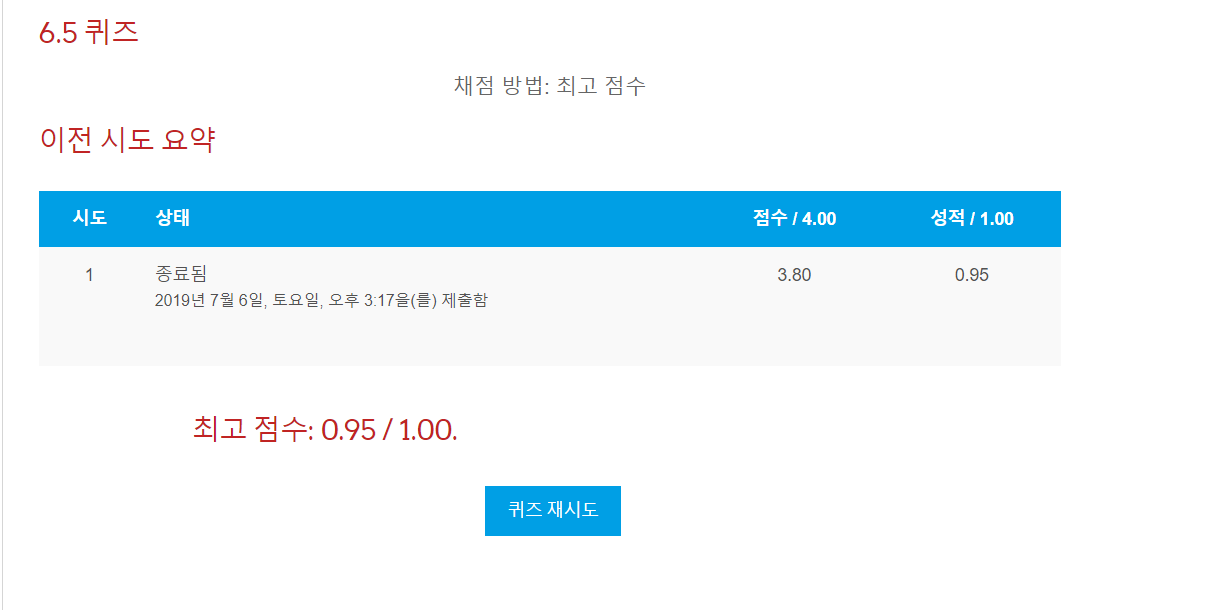 6.5 퀴즈
채점 방법: 최고 점수
이전 시도 요약
시도 상태 점수 / 4.00 성적 / 1.00
1 종료됨 3.80 0.95
2019년 7월 6일, 토요일, 오후 3:17을(를) 제출함
최고 점수: 0.95 / 1.00.
퀴즈 재시도